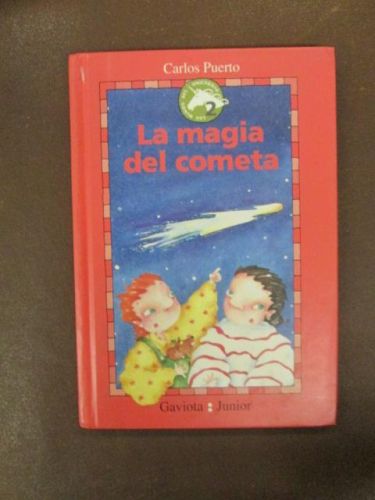 Carlos Puerto
La magia
del cometa
Gaviota Junior